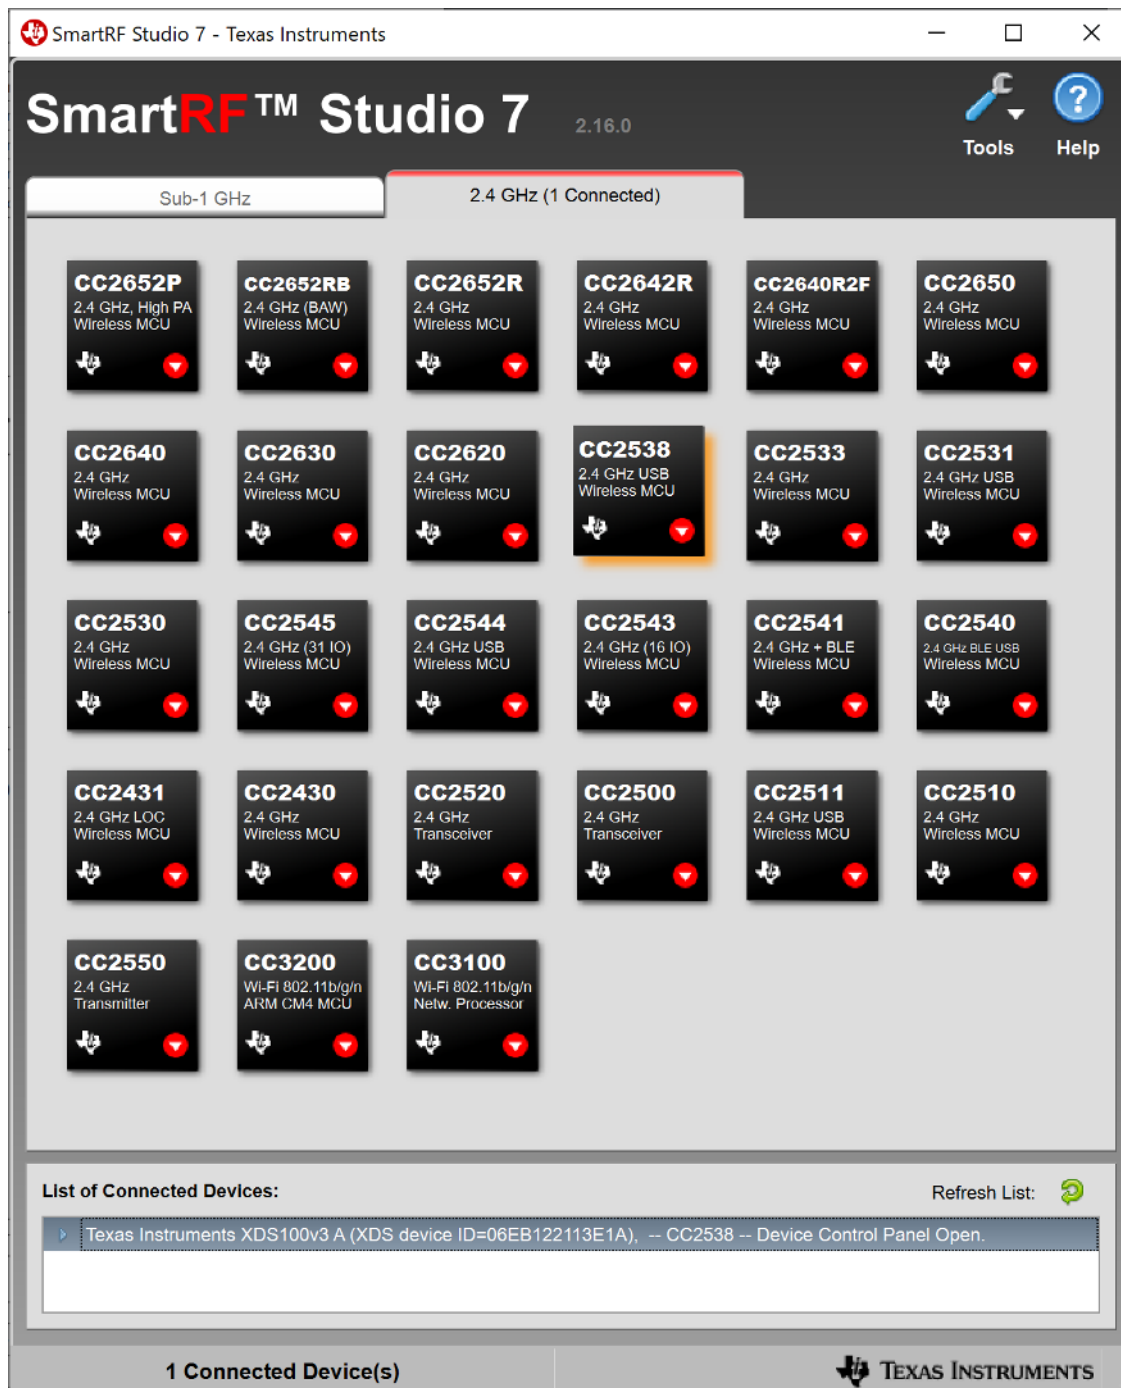 SmartRF Studio 7 - Texas Instruments
SmartRF™ Studio 7 2.16.0
Tools Help
Sub-1 GHz
2.4 GHz (1 Connected)
CC2652P
2.4 GHz, High PA
Wireless MCU
CC2652RB
2.4 GHz (BAW)
Wireless MCU
CC2652R
2.4 GHz
Wireless MCU
CC2642R
2.4 GHz
Wireless MCU
CC2640R2F
2.4 GHz
Wireless MCU
CC2650
2.4 GHz
Wireless MCU
CC2640
2.4 GHz
Wireless MCU
CC2630
2.4 GHz
Wireless MCU
CC2620
2.4 GHz
Wireless MCU
CC2538
2.4 GHz USB
Wireless MCU
CC2533
2.4 GHz
Wireless MCU
CC2531
2.4 GHz USB
Wireless MCU
CC2530
2.4 GHz
Wireless MCU
CC2545
2.4 GHz (31 IO)
Wireless MCU
CC2544
2.4 GHz USB
Wireless MCU
CC2543
2.4 GHz (16 IO)
Wireless MCU
CC2541
2.4 GHz + BLE
Wireless MCU
CC2540
2.4 GHz BLE USB
Wireless MCU
CC2431
2.4 GHz LOC
Wireless MCU
CC2430
2.4 GHz
Wireless MCU
CC2520
2.4 GHz
Transceiver
CC2500
2.4 GHz
Transceiver
CC2511
2.4 GHz USB
Wireless MCU
CC2510
2.4 GHz
Wireless MCU
CC2550
2.4 GHz
Transmitter
CC3200
Wi-Fi 802.11b/g/n
ARM CM4 MCU
CC3100
Wi-Fi 802.11b/g/n
Netw. Processor
List of Connected Devices:
Refresh List:
Texas Instruments XDS100v3 A (XDS device ID=06EB122113E1A), -- CC2538 -- Device Control Panel Open.
1 Connected Device(s)
TEXAS INSTRUMENTS